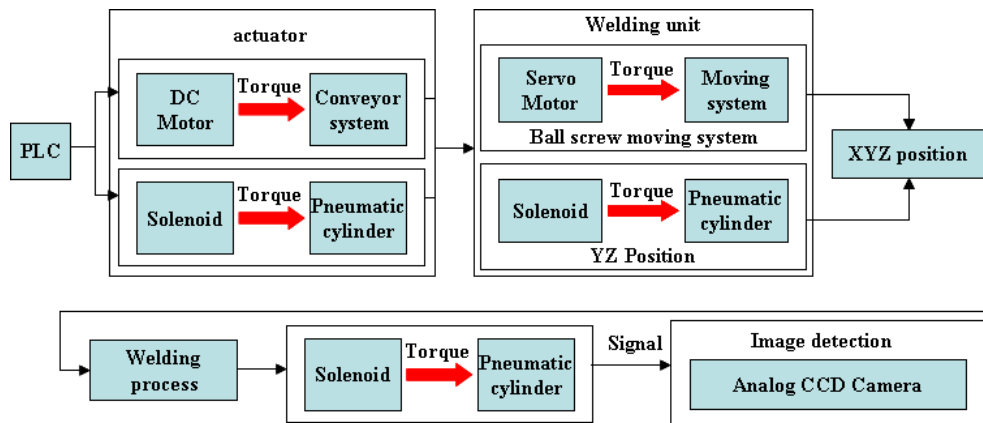 actuator
Welding unit
PLC
DC
Motor
Torque
Conveyor
system
Solenoid
Torque
Pneumatic
cylinder
Servo
Motor
Torque
Moving
system
Ball screw moving system
Solenoid
Torque
Pneumatic
cylinder
YZ Position
XYZ position
Welding
process
Solenoid
Torque
Pneumatic
cylinder
Signal
Image detection
Analog CCD Camera